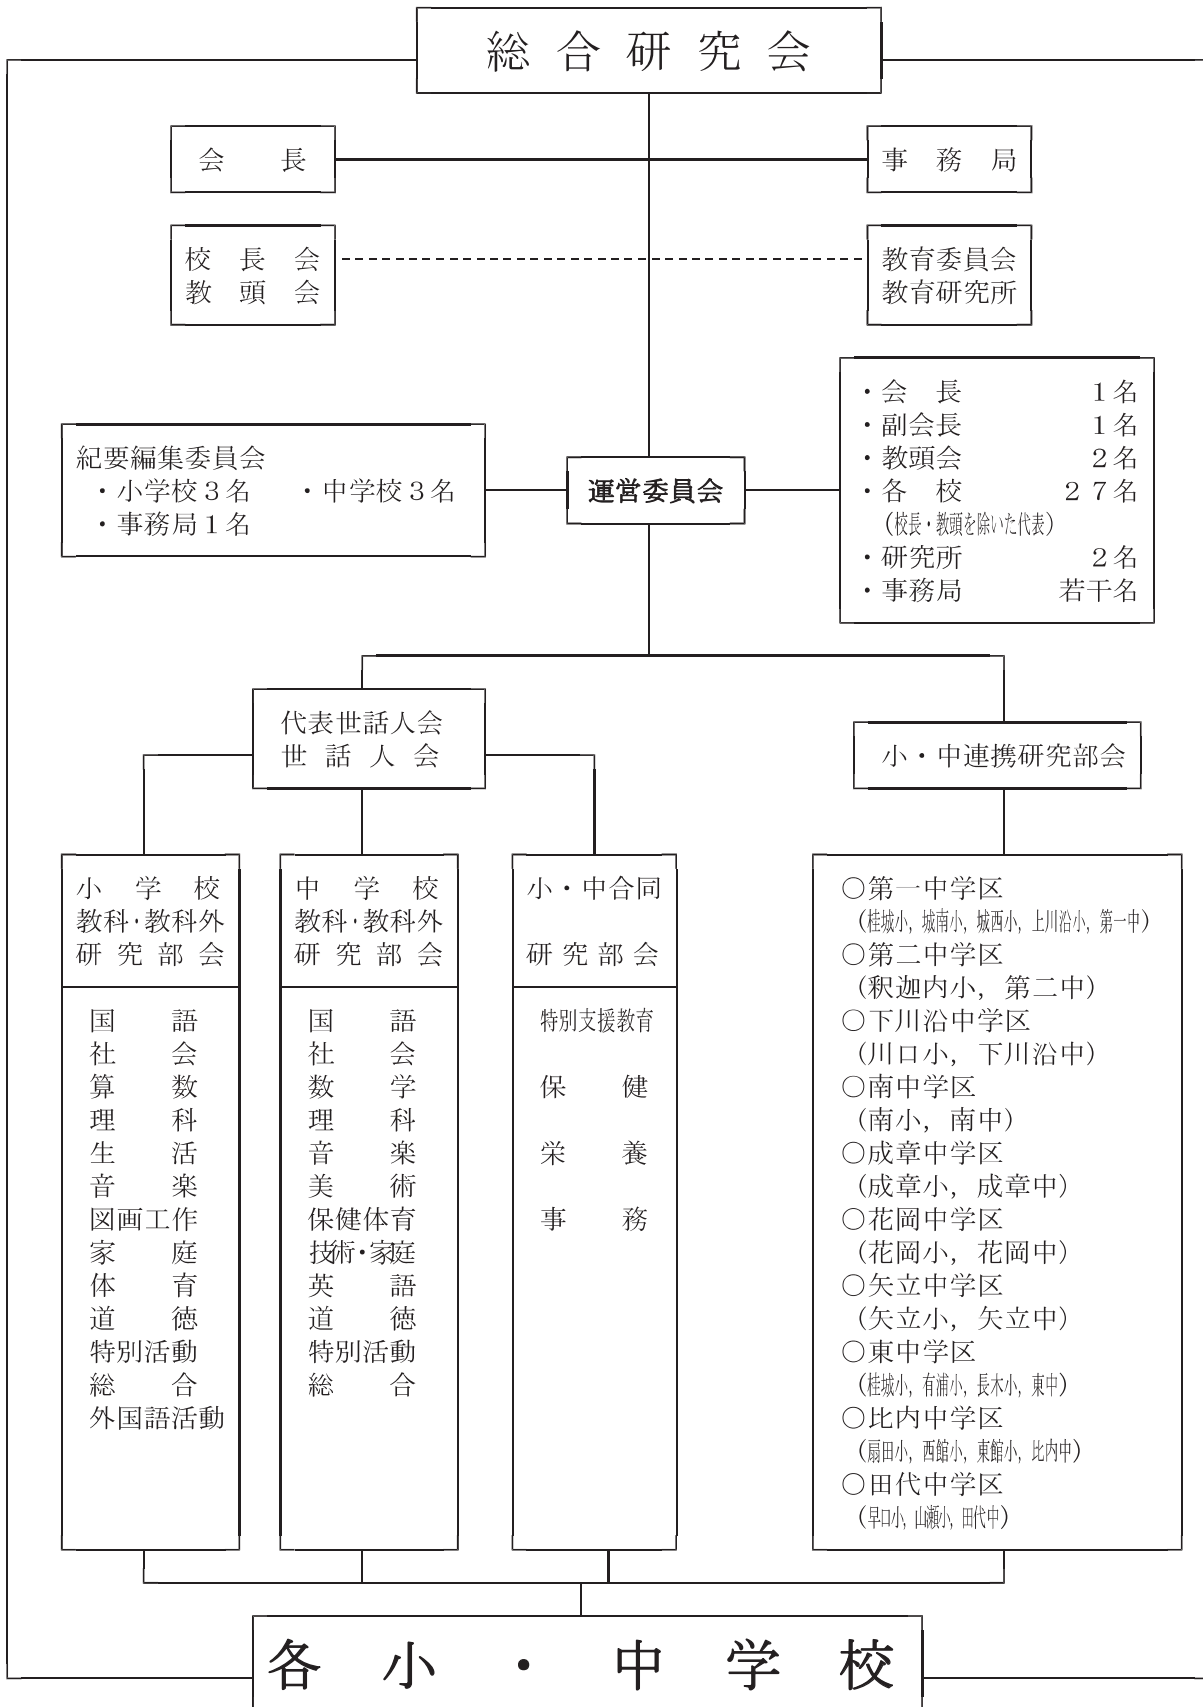 総合研究会
会長
事務局
校長会
教頭会
教育委員会
教育研究所
紀要編集委員会
・小学校３名　・中学校３名
・事務局１名
運営委員会
・会長　１名
・副会長　１名
・教頭会　２名
・各校　２７名
（校長・教頭を除いた代表）
・研究所　２名
・事務局　若干名
代表世話人会
世話人会
小・中連携研究部会
小学校
教科・教科外
研究部会
国語
社会
算数
理科
生活
音楽
図画工作
家庭
体育
道徳
特別活動
総合
外国語活動
中学校
教科・教科外
研究部会
国語
社会
数学
理科
音楽
美術
保健体育
技術・家庭
英語
道徳
特別活動
総合
小・中合同
研究部会
特別支援教育
保健
栄養
事務
○第一中学区
（桂城小，城南小，城西小，上川沿小，第一中）
○第二中学区
（釈迦内小，第二中）
○下川沿中学区
（川口小，下川沿中）
○南中学区
（南小，南中）
○成章中学区
（成章小，成章中）
○花岡中学区
（花岡小，花岡中）
○矢立中学区
（矢立小，矢立中）
○東中学区
（桂城小，有浦小，長木小，東中）
○比内中学区
（扇田小，西館小，東館小，比内中）
○田代中学区
（早口小，山瀬小，田代中）
各小・中学校